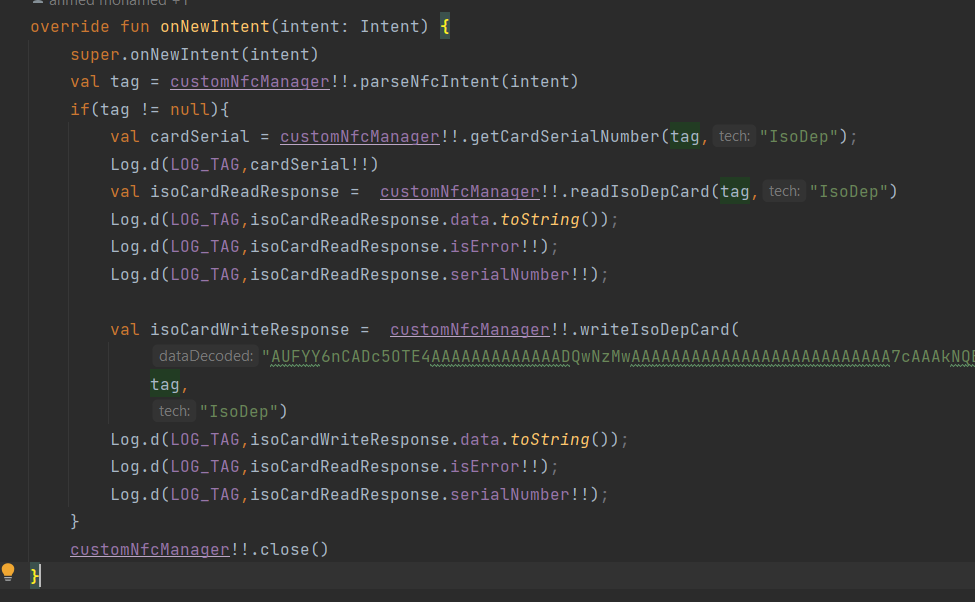 ahmed mohamed +1
override fun onNewIntent(intent: Intent) {
super.onNewIntent(intent)
val tag = customNfcManager!!.parseNfcIntent(intent)
if(tag != null){
val cardSerial = customNfcManager!!.getCardSerialNumber(tag, tech: "IsoDep");
Log.d(LOG_TAG,cardSerial!!)
val isoCardReadResponse =  customNfcManager!!.readIsoDepCard(tag, tech: "IsoDep")
Log.d(LOG_TAG,isoCardReadResponse.data.toString());
Log.d(LOG_TAG,isoCardReadResponse.isError!!);
Log.d(LOG_TAG,isoCardReadResponse.serialNumber!!);
val isoCardWriteResponse =  customNfcManager!!.writeIsoDepCard(
dataDecoded: "AUFYY6nCADc5OTE4AAAAAAAAAAAAADQwNzMwAAAAAAAAAAAAAAAAAAAAAAAAAA7cAAAkNQE
tag,
tech: "IsoDep")
Log.d(LOG_TAG,isoCardWriteResponse.data.toString());
Log.d(LOG_TAG,isoCardReadResponse.isError!!);
Log.d(LOG_TAG,isoCardReadResponse.serialNumber!!);
}
customNfcManager!!.close()
}